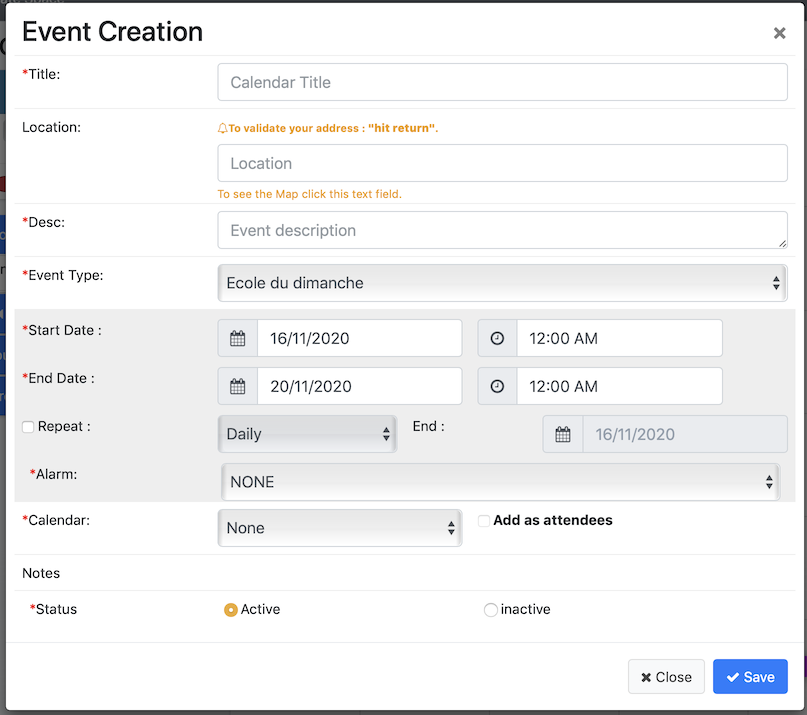 Event Creation
*Title:
Calendar Title
Location:
To validate your address : "hit return".
Location
To see the Map click this text field.
*Desc:
Event description
*Event Type:
Ecole du dimanche
*Start Date :
16/11/2020
12:00 AM
*End Date :
20/11/2020
12:00 AM
Repeat :
Daily
End :
16/11/2020
*Alarm:
NONE
*Calendar:
None
Add as attendees
Notes
*Status
Active
inactive
Close
Save